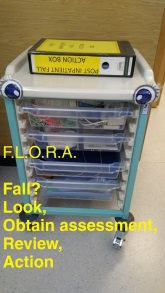 POST INPATIENT FALL
ACTION BOX
F.L.O.R.A.
Fall?
Look,
Obtain assessment,
Review,
Action